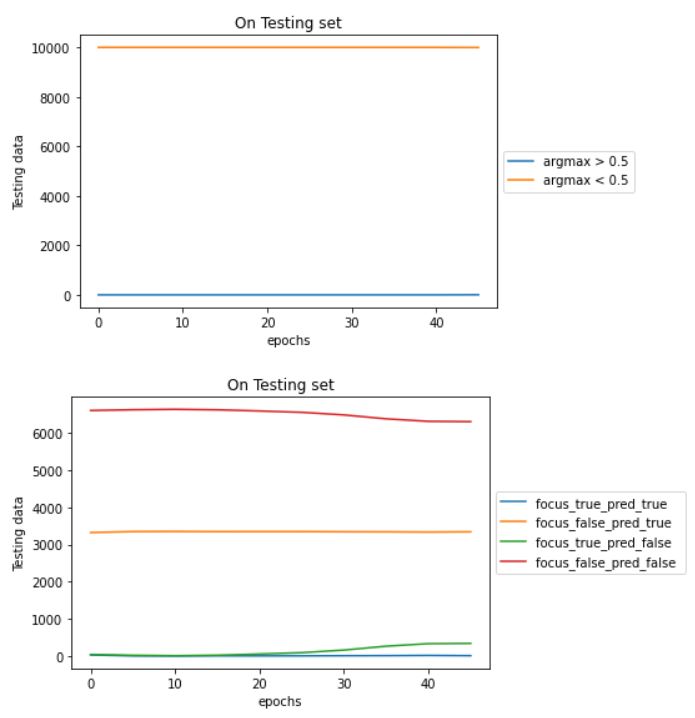 On Testing set
10000
8000
6000
4000
2000
0
Testing data
0 10 20 30 40
epochs
argmax > 0.5
argmax < 0.5
On Testing set
6000
5000
4000
3000
2000
1000
0
Testing data
0 10 20 30 40
epochs
focus_true_pred_true
focus_false_pred_true
focus_true_pred_false
focus_false_pred_false